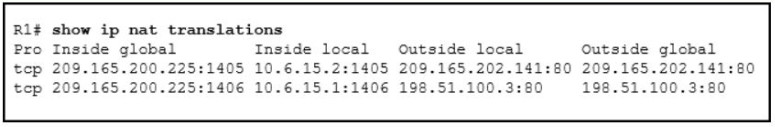 R1# show ip nat translations
Pro Inside global Inside local Outside local Outside global
tcp 209.165.200.225:1405 10.6.15.2:1405 209.165.202.141:80 209.165.202.141:80
tcp 209.165.200.225:1406 10.6.15.1:1406 198.51.100.3:80 198.51.100.3:80